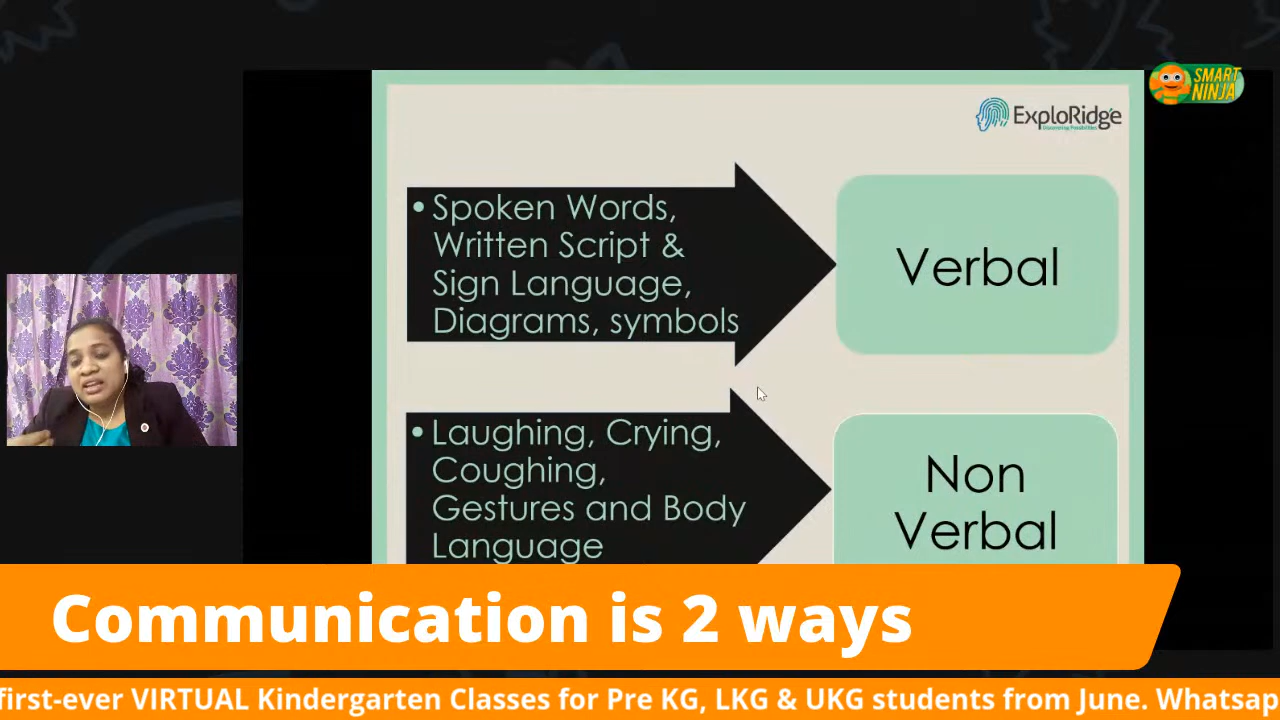 SMART
NINJA
ExploRidge
Discovering Possibilities
• Spoken Words,
Written Script &
Sign Language,
Diagrams, symbols
Verbal
• Laughing, Crying,
Coughing,
Gestures and Body
Language
Non
Verbal
Communication is 2 ways
first-ever VIRTUAL Kindergarten Classes for Pre KG, LKG & UKG students from June. Whatsap